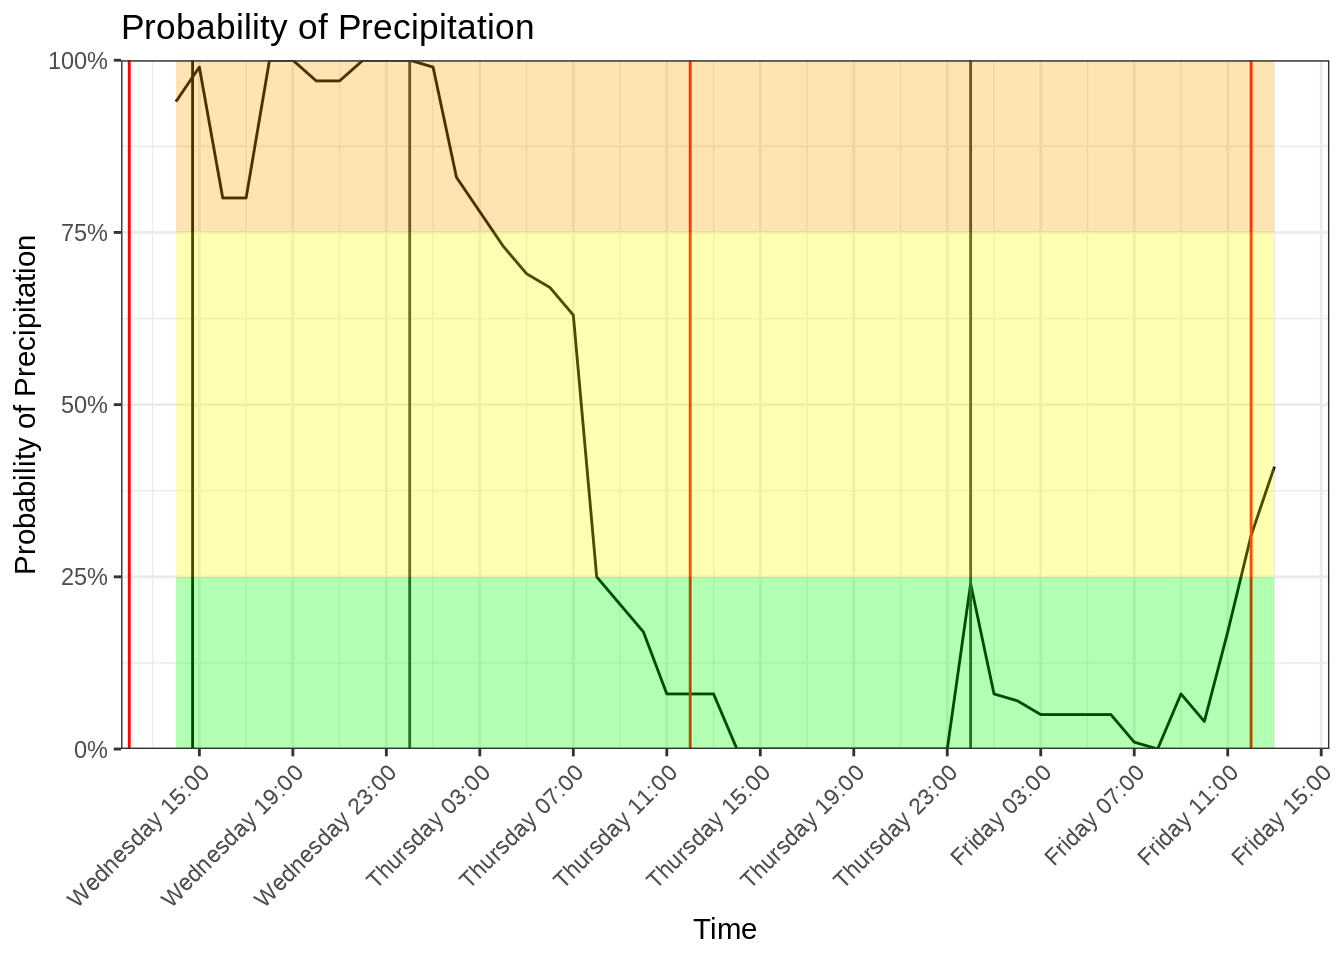 Probability of Precipitation
Probability of Precipitation
100%
75%
50%
25%
0%
Wednesday 15:00
Wednesday 19:00
Wednesday 23:00
Thursday 03:00
Thursday 07:00
Thursday 11:00
Thursday 15:00
Thursday 19:00
Thursday 23:00
Friday 03:00
Friday 07:00
Friday 11:00
Friday 15:00
Time